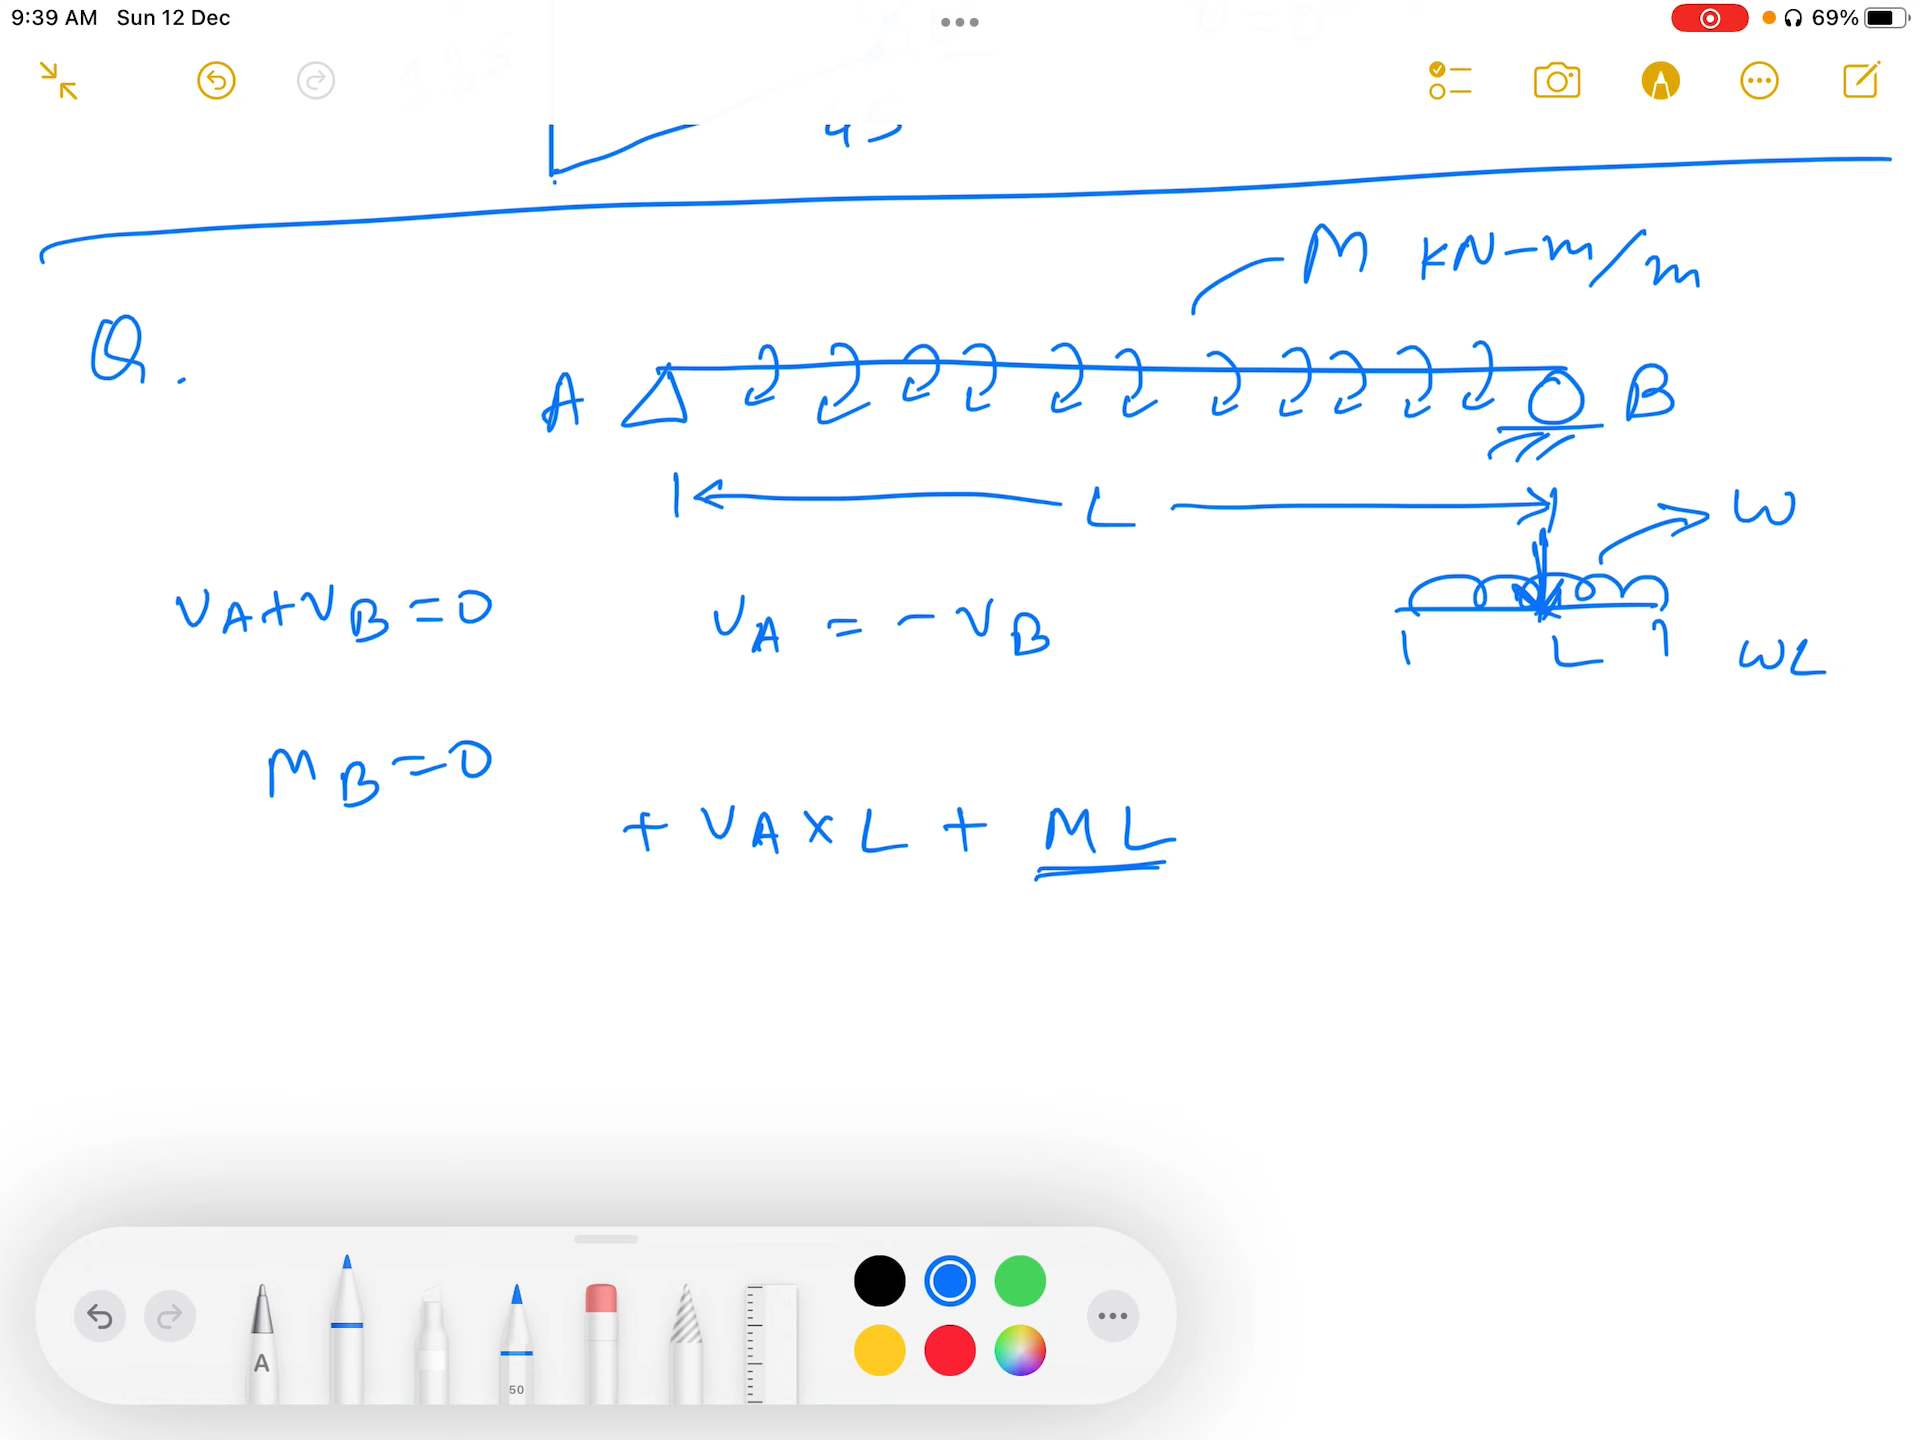 9:39 AM Sun 12 Dec
69%
45
M kN-m/m
Q.
A
B
L
W
VA+VB=0
VA = -VB
L
WL
MB=0
+ VA x L + ML
A
50